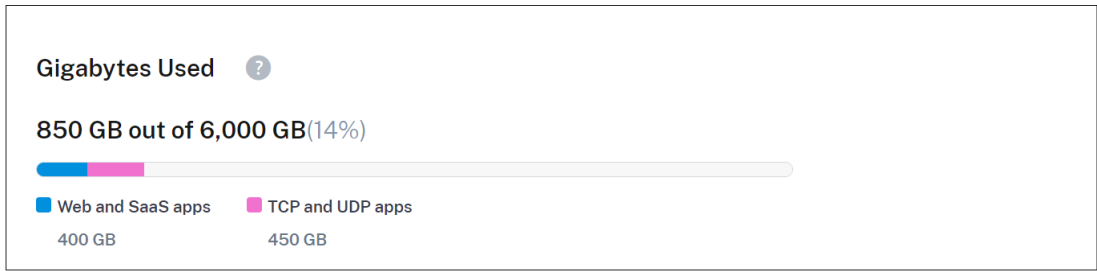 Gigabytes Used ?
850 GB out of 6,000 GB(14%)
Web and SaaS apps TCP and UDP apps
400 GB 450 GB